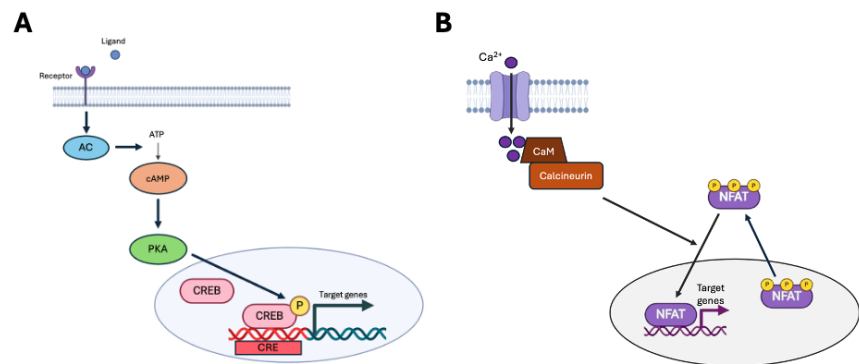 A
Ligand
Receptor
AC
ATP
cAMP
PKA
CREB
CREB
P
Target genes
CRE
B
Ca²⁺
CaM
Calcineurin
P P P
NFAT
P P P
NFAT
Target
genes
NFAT